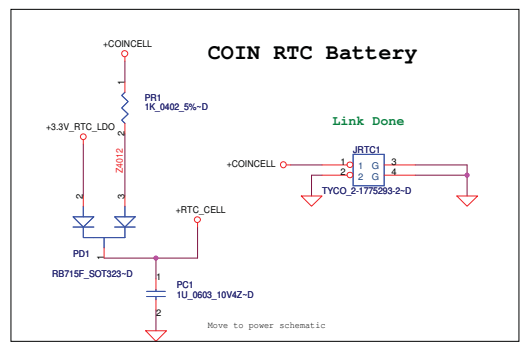 COIN RTC Battery
+COINCELL
1
PR1
1K_0402_5%~D
2
+3.3V_RTC_LDO
Z4012
2
3
+RTC_CELL
PD1
1
RB715F_SOT323~D
1
PC1
1U_0603_10V4Z~D
2
Link Done
JRTC1
+COINCELL
1 1 G 3
2 2 G 4
TYCO_2-1775293-2~D
Move to power schematic